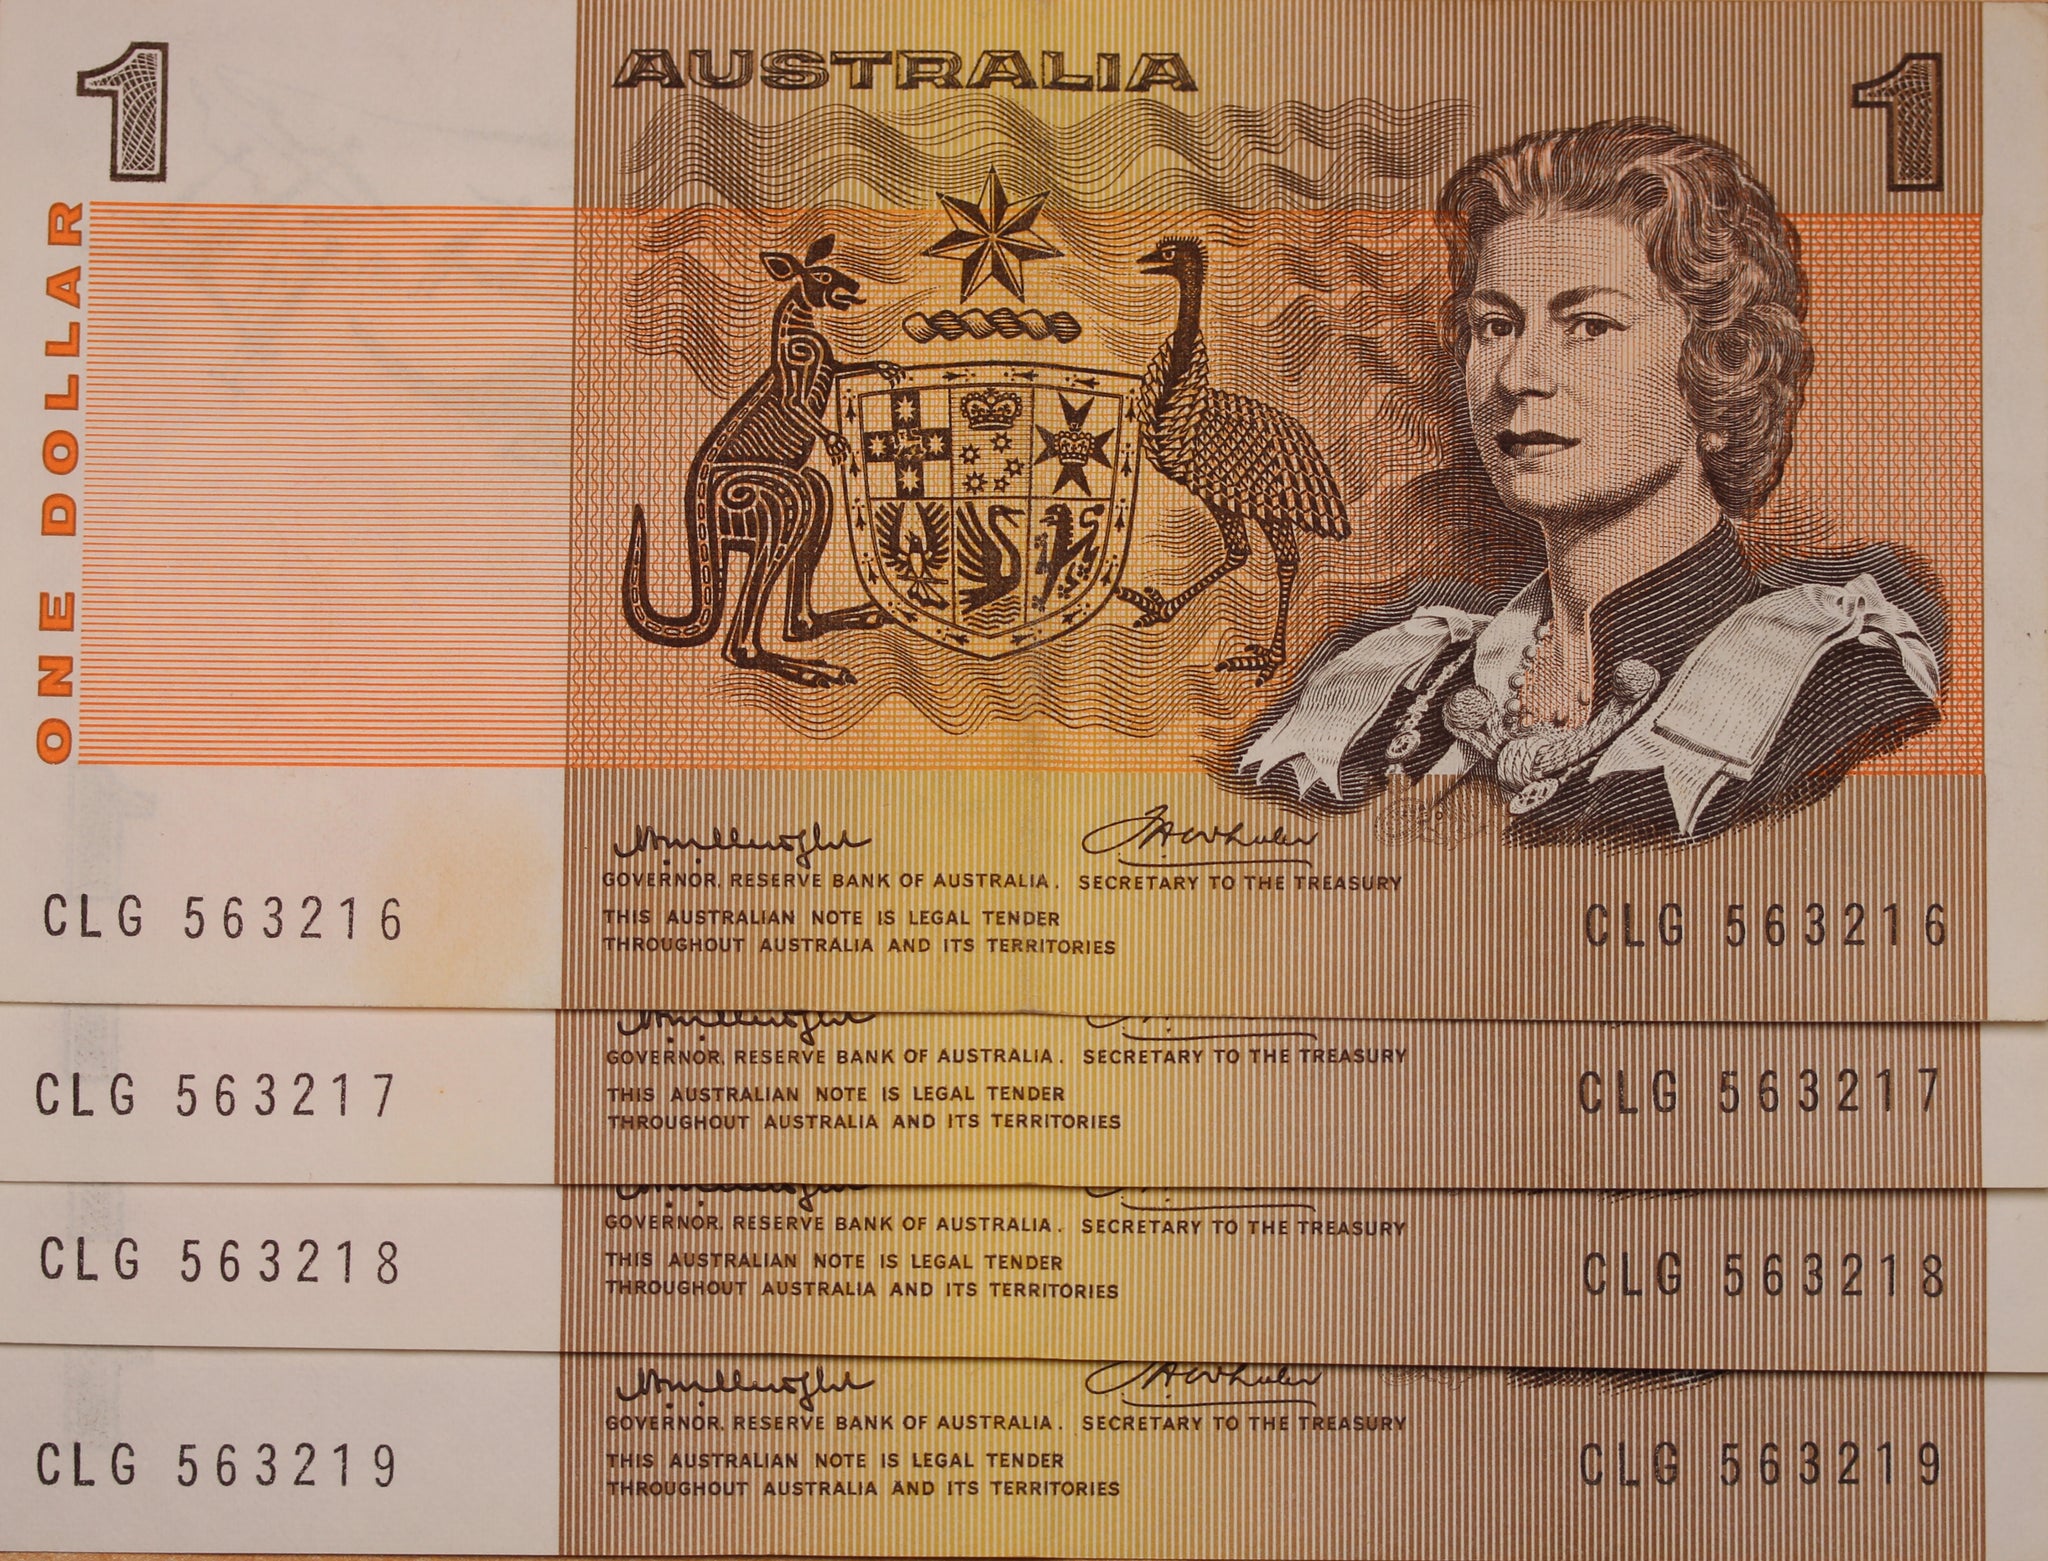 1
AUSTRALIA
1
ONE DOLLAR
GOVERNOR, RESERVE BANK OF AUSTRALIA. SECRETARY TO THE TREASURY
THIS AUSTRALIAN NOTE IS LEGAL TENDER
THROUGHOUT AUSTRALIA AND ITS TERRITORIES
CLG 563216
CLG 563216
GOVERNOR, RESERVE BANK OF AUSTRALIA. SECRETARY TO THE TREASURY
THIS AUSTRALIAN NOTE IS LEGAL TENDER
THROUGHOUT AUSTRALIA AND ITS TERRITORIES
CLG 563217
CLG 563217
GOVERNOR, RESERVE BANK OF AUSTRALIA. SECRETARY TO THE TREASURY
THIS AUSTRALIAN NOTE IS LEGAL TENDER
THROUGHOUT AUSTRALIA AND ITS TERRITORIES
CLG 563218
CLG 563218
GOVERNOR, RESERVE BANK OF AUSTRALIA. SECRETARY TO THE TREASURY
THIS AUSTRALIAN NOTE IS LEGAL TENDER
THROUGHOUT AUSTRALIA AND ITS TERRITORIES
CLG 563219
CLG 563219